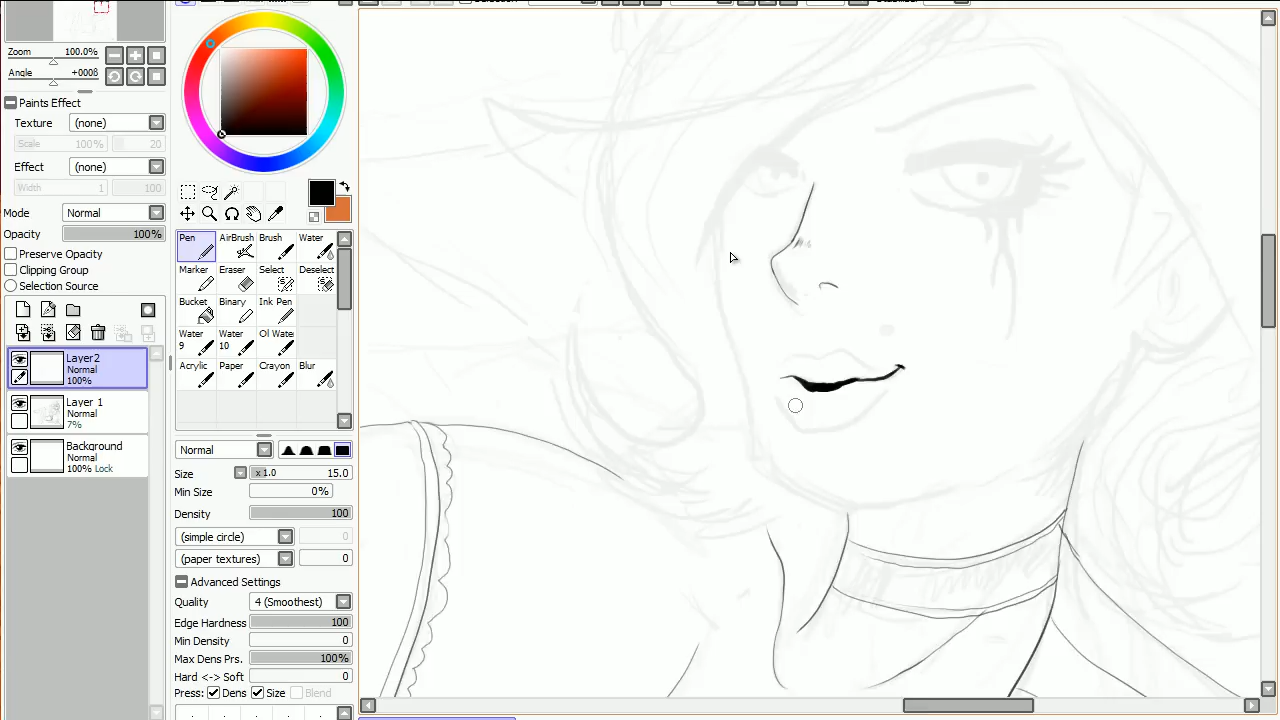 Zoom 100.0%
Angle +000ß
Paints Effect
Texture (none)
Scale 100% 20
Effect (none)
Width 1 100
Mode Normal
Opacity 100%
Preserve Opacity
Clipping Group
Selection Source
Layer2
Normal
100%
Layer 1
Normal
7%
Background
Normal
100% Lock
Pen AirBrush Brush Water
Marker Eraser Select Deselect
Bucket Binary Ink Pen
Water 9 Water 10 Ol Wate
Acrylic Paper Crayon Blur
Normal
Size x1.0 15.0
Min Size 0%
Density 100
(simple circle) 0
(paper textures) 0
Advanced Settings
Quality 4 (Smoothest)
Edge Hardness 100
Min Density 0
Max Dens Prs. 100%
Hard <-> Soft 0
Press: Dens Size Blend